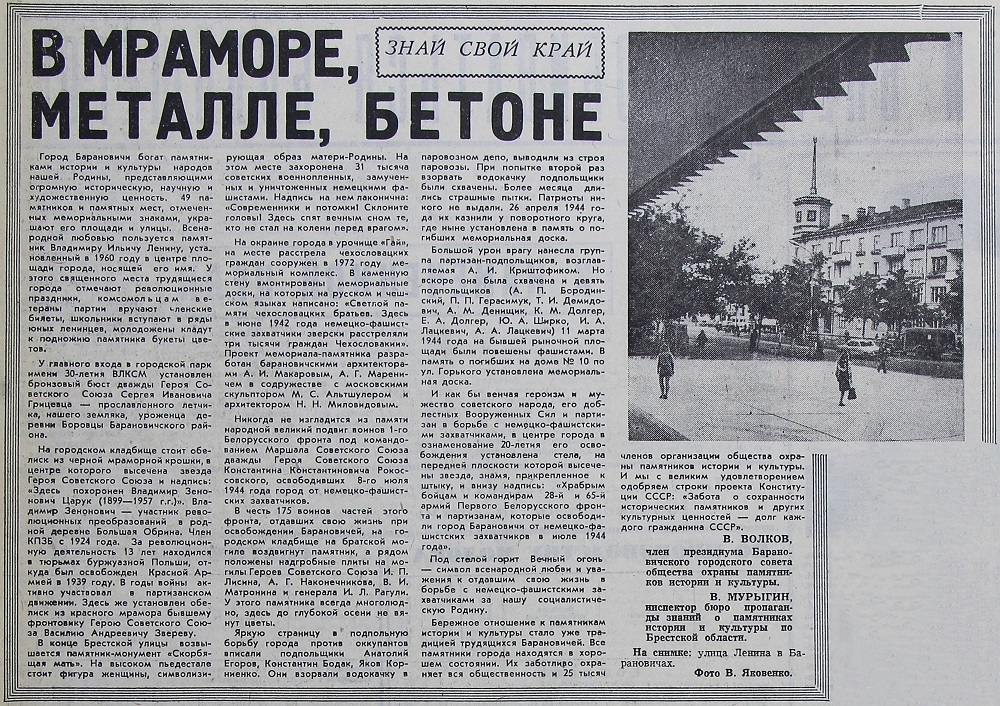 В МРАМОРЕ,
МЕТАЛЛЕ, БЕТОНЕ
ЗНАЙ СВОЙ КРАЙ
Город Барановичи богат памятни-
ками истории и культуры народов
нашей Родины, представляющими
огромную историческую, научную и
художественную ценность. 49 па-
мятников и памятных мест, отмечен-
ных мемориальными знаками, укра-
шают его площади и улицы. Всена-
родной любовью пользуется памят-
ник Владимиру Ильичу Ленину, уста-
новленный в 1960 году в центре пло-
щади города, носящей его имя. У
этого священного места трудящиеся
города отмечают революционные
праздники, комсомольцам вете-
ераны партии вручают членские
билеты, школьники вступают в ряды
юных ленинцев, молодожены кладут
к подножию памятника букеты цве-
тов.
У главного входа в городской парк
имени 30-летия ВЛКСМ установлен
бронзовый бюст дважды Героя Со-
ветского Союза Сергея Ивановича
Грицевца — прославленного летчи-
ка, нашего земляка, уроженца де-
ревни Боровцы Барановичского рай-
она.
На городском кладбище стоит обе-
лиск из черной мраморной крошки, в
центре которого высечена звезда
Героя Советского Союза и надпись:
«Здесь похоронен Владимир Зено-
нович Царук (1899—1957 г.г.)». Вла-
димир Зенонович — участник рево-
люционных преобразований в род-
ной деревне Большая Обрина. Член
КПЗБ с 1924 года. За революцион-
ную деятельность 13 лет находился
в тюрьмах буржуазной Польши, от-
куда был освобожден Красной Армией
в 1939 году. В годы войны ак-
тивно участвовал в партизанском
движении. Здесь же установлен обе-
лиск из красного мрамора бывшему
фронтовику Герою Советского Сою-
за Василию Андреевичу Звереву.
В конце Брестской улицы возвы-
шается памятник-монумент «Скорбя-
щая мать». На высоком пьедестале
стоит фигура женщины, символизи-
рующая образ матери-Родины. На
этом месте захоронена 31 тысяча
советских военнопленных, замучен-
ных и уничтоженных немецкими фа-
шистами. Надпись на нем лаконична:
«Современники и потомки! Склоните
головы! Здесь спят вечным сном те,
кто не стал на колени перед врагом».
На окраине города в урочище «Гай»,
на месте расстрела чехословацких
граждан сооружен в 1972 году ме-
мориальный комплекс. В каменную
стену вмонтированы мемориальные
доски, на которых на русском и чеш-
ском языках написано: «Светлой па-
мяти чехословацких братьев. Здесь
в июне 1942 года немецко-фашист-
ские захватчики зверски расстреляли
три тысячи граждан Чехословакии».
Проект мемориала-памятника разра-
ботан барановичскими архитектора-
ми А. И. Макаровым, А. Г. Марени-
чем в содружестве с московскими
скульптором М. С. Альтшулером и
архитектором Н. Н. Миловидовым.
Никогда не изгладится из памяти
народной великий подвиг воинов 1-го
Белорусского фронта под командо-
ванием Маршала Советского Союза
дважды Героя Советского Союза
Константина Константиновича Рокос-
совского, освободивших 8-го июля
1944 года город от немецко-фашист-
ских захватчиков.
В честь 175 воинов частей этого
фронта, отдавших свою жизнь при
освобождении Барановичей, на го-
родском кладбище на братской мо-
гиле воздвигнут памятник, а рядом
положены надгробные плиты на мо-
гилы Героев Советского Союза И. П.
Лисина, А. Г. Наконечникова, В. И.
Матронина и генерала И. Л. Рагули.
У этого памятника всегда многолюд-
но, здесь до глубокой осени не вя-
нут цветы.
Яркую страницу в подпольную
борьбу города против оккупантов
вписали подпольщики Анатолий
Егоров, Константин Бодак, Яков Кор-
ниенко. Они взорвали водокачку в
паровозном депо, выводили из строя
паровозы. При попытке второй раз
взорвать водокачку подпольщики
были схвачены. Более месяца дли-
лись страшные пытки. Патриоты ни-
кого не выдали. 26 апреля 1944 го-
да их казнили у поворотного круга,
где ныне установлена в память о по-
гибших мемориальная доска.
Большой урон врагу нанесла груп-
па партизан-подпольщиков, возглав-
ляемая А. И. Криштофиком. Но
вскоре она была схвачена и девять
подпольщиков (А. П. Бородин-
ский, П. П. Герасимук, Т. И. Демидо-
вич, А. М. Денищик, К. М. Долгер,
Е. А. Долгер, Ю. А. Ширко, И. А.
Лацкевич, А. А. Лацкевич) 11 марта
1944 года на бывшей рыночной пло-
щади были повешены фашистами. В
память о погибших на доме № 10 по
ул. Горького установлена мемориаль-
ная доска.
И как бы венчая героизм и му-
жество советского народа, его доб-
лестных Вооруженных Сил и парти-
зан в борьбе с немецко-фашистски-
ми захватчиками, в центре города в
ознаменование 20-летия его осво-
бождения установлена стела, на
передней плоскости которой высече-
ны звезда, знамя, прикрепленное к
штыку, и внизу надпись: «Храбрым
бойцам и командирам 28-й и 65-й
армий Первого Белорусского фрон-
та и партизанам, которые освободи-
ли город Барановичи от немецко-фа-
шистских захватчиков в июле 1944
года».
Под стелой горит Вечный огонь
— символ всенародной любви и ува-
жения к отдавшим свою жизнь в
борьбе с немецко-фашистскими за-
хватчиками за нашу социалистиче-
скую Родину.
Бережное отношение к памятникам
истории и культуры стало уже тра-
дицией трудящихся Барановичей. Все
памятники города находятся в хоро-
шем состоянии. Их заботливо охра-
няет вся общественность и 25 тысяч
членов организации общества охра-
ны памятников истории и культуры.
И мы с великим удовлетворением
одобряем строки проекта Конститу-
ции СССР: «Забота о сохранности
исторических памятников и других
культурных ценностей — долг каж-
дого гражданина СССР».
В. ВОЛКОВ,
член президиума Барано-
вичского городского совета
общества охраны памятни-
ков истории и культуры.
В. МУРЫГИН,
инспектор бюро пропаган-
ды знаний о памятниках
истории и культуры по
Брестской области.
На снимке: улица Ленина в Ба-
рановичах.
Фото В. Яковенко.